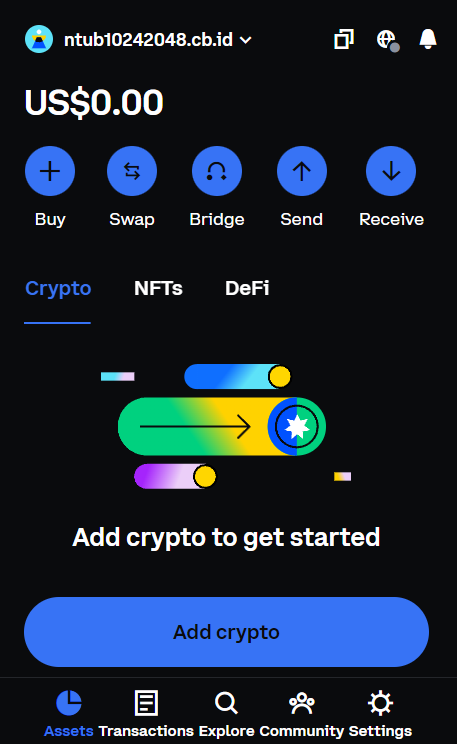 ntub10242048.cb.id
US$0.00
Buy Swap Bridge Send Receive
Crypto NFTs DeFi
Add crypto to get started
Add crypto
Assets Transactions Explore Community Settings